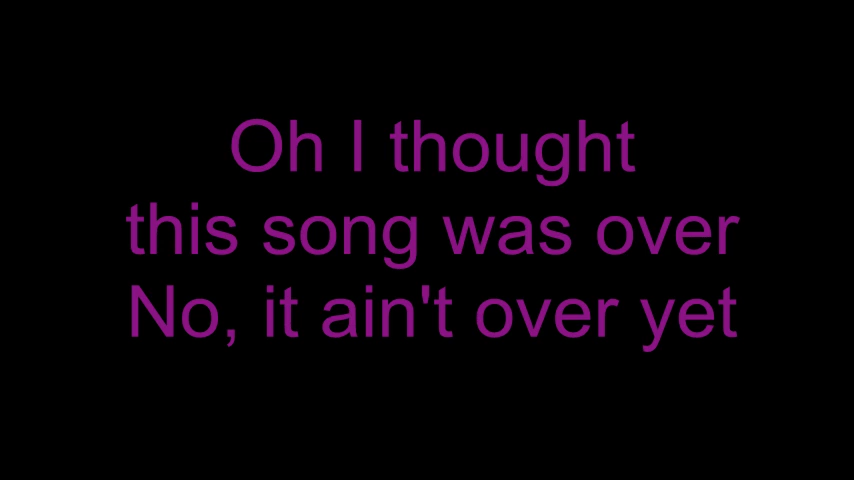 Oh I thought
this song was over
No, it ain't over yet